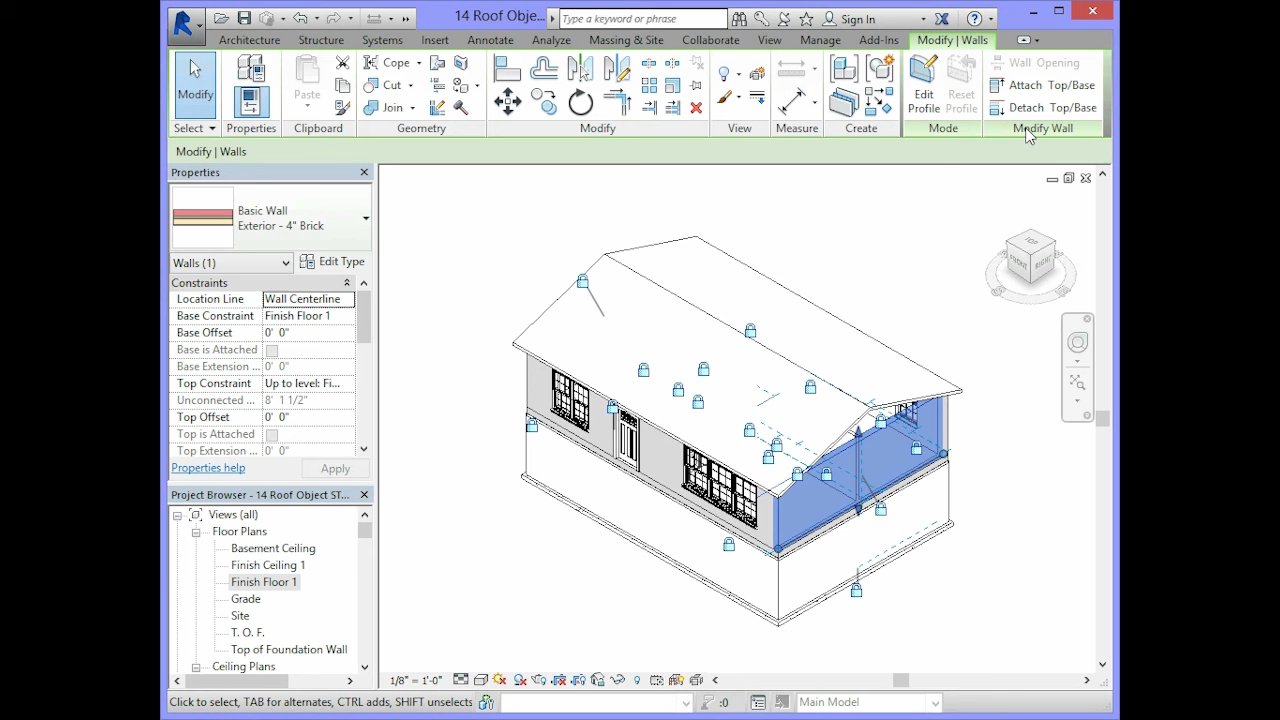 14 Roof Obje...
Type a keyword or phrase
Sign In
Architecture Structure Systems Insert Annotate Analyze Massing & Site Collaborate View Manage Add-Ins Modify | Walls
Modify
Paste
Cope
Cut
Join
Edit Profile
Reset Profile
Wall Opening
Attach Top/Base
Detach Top/Base
Select Properties Clipboard Geometry Modify View Measure Create Mode Modify Wall
Modify | Walls
Properties
Basic Wall
Exterior - 4" Brick
Walls (1) Edit Type
Constraints
Location Line Wall Centerline
Base Constraint Finish Floor 1
Base Offset 0' 0"
Base is Attached
Base Extension ... 0' 0"
Top Constraint Up to level: Fi...
Unconnected ... 8' 1 1/2"
Top Offset 0' 0"
Top is Attached
Top Extension ... 0' 0"
Properties help Apply
Project Browser - 14 Roof Object ST...
Views (all)
Floor Plans
Basement Ceiling
Finish Ceiling 1
Finish Floor 1
Grade
Site
T. O. F.
Top of Foundation Wall
Ceiling Plans
TOP
FRONT
RIGHT
1/8" = 1'-0"
Click to select, TAB for alternates, CTRL adds, SHIFT unselects
:0
Main Model